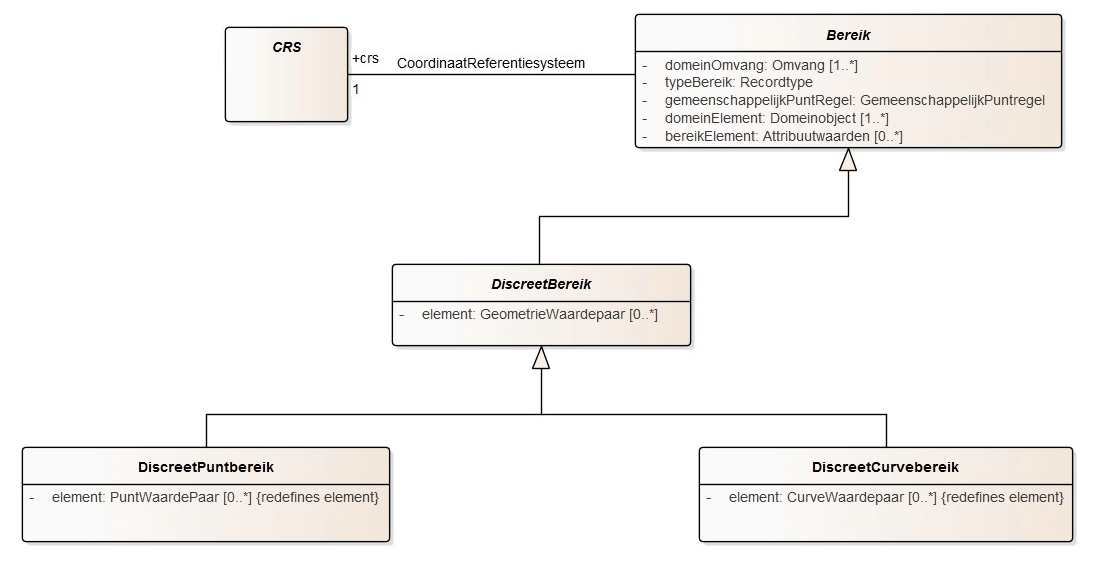 CRS
+crs
1
CoordinaatReferentiesysteem
Bereik
- domeinOmvang: Omvang [1..*]
- typeBereik: Recordtype
- gemeenschappelijkPuntRegel: GemeenschappelijkPuntregel
- domeinElement: Domeinobject [1..*]
- bereikElement: Attribuutwaarden [0..*]
DiscreetBereik
- element: GeometrieWaardepaar [0..*]
DiscreetPuntbereik
- element: PuntWaardePaar [0..*] {redefines element}
DiscreetCurvebereik
- element: CurveWaardepaar [0..*] {redefines element}